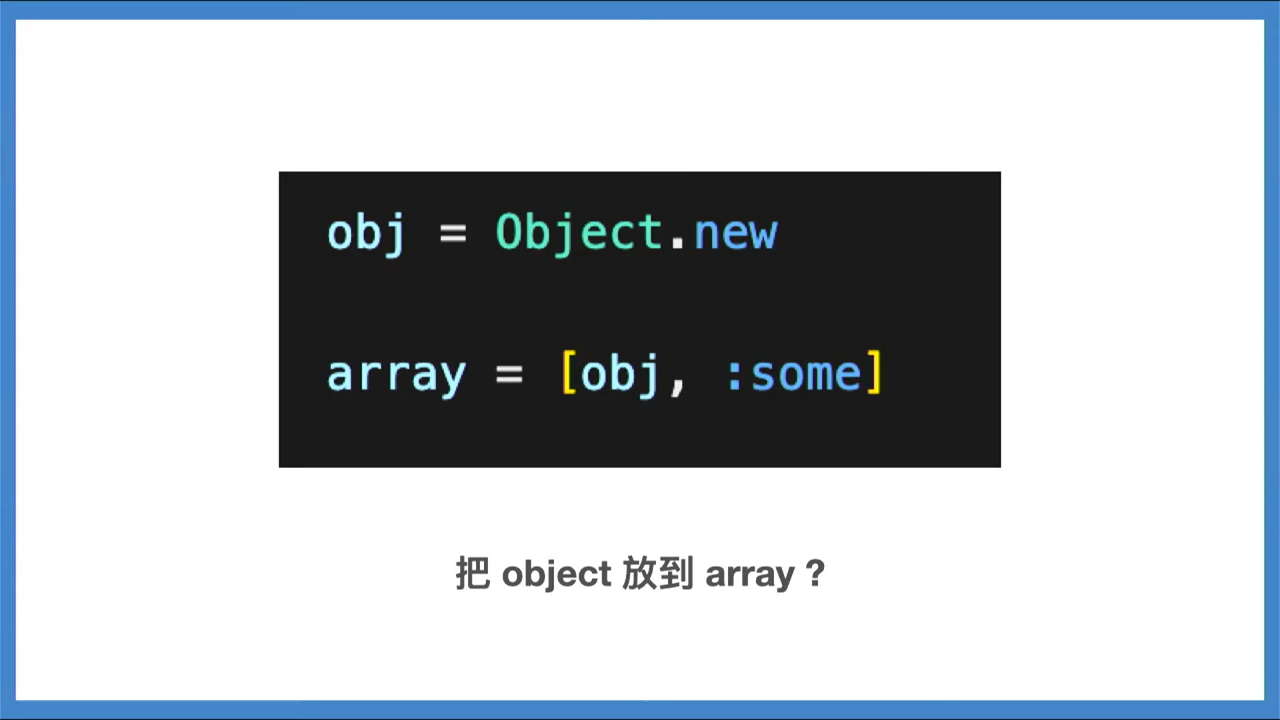 obj = Object.new
array = [obj, :some]
把 object 放到 array ?